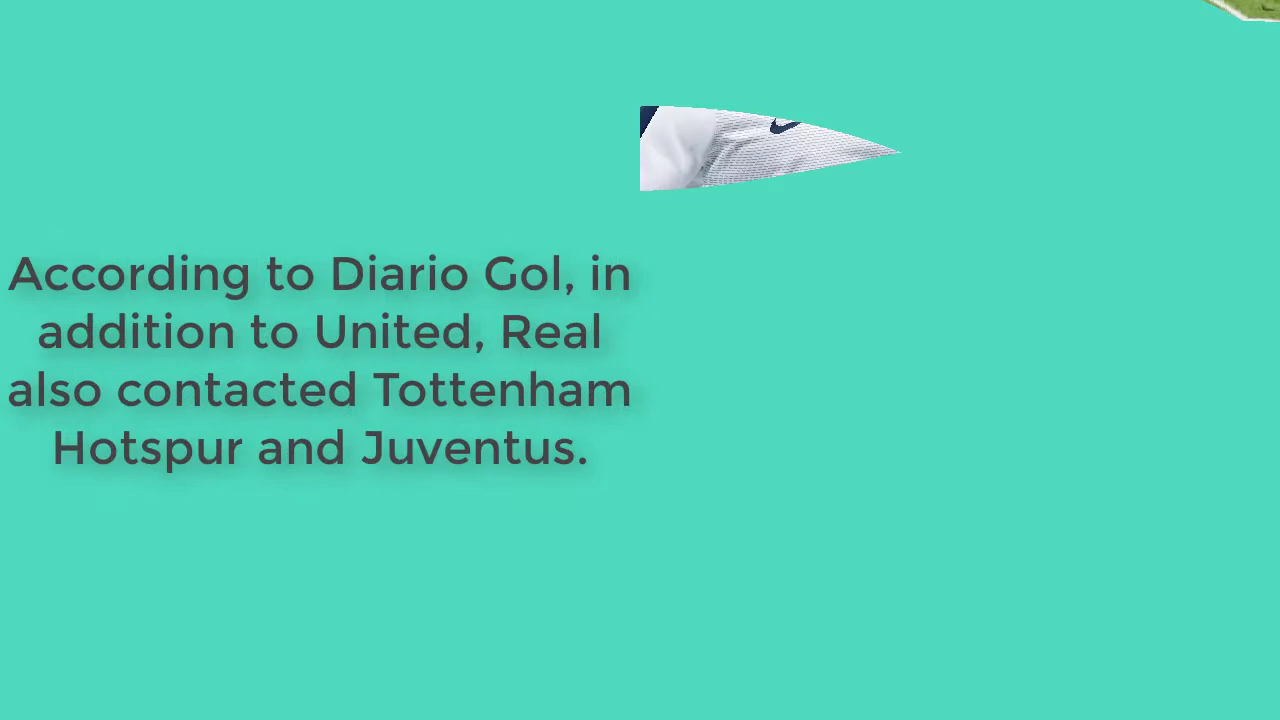 According to Diario Gol, in
addition to United, Real
also contacted Tottenham
Hotspur and Juventus.